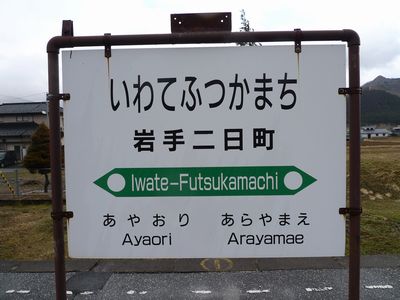 いわてふつかまち
岩手二日町
Iwate-Futsukamachi
あやおり あらやまえ
Ayaori Arayamae